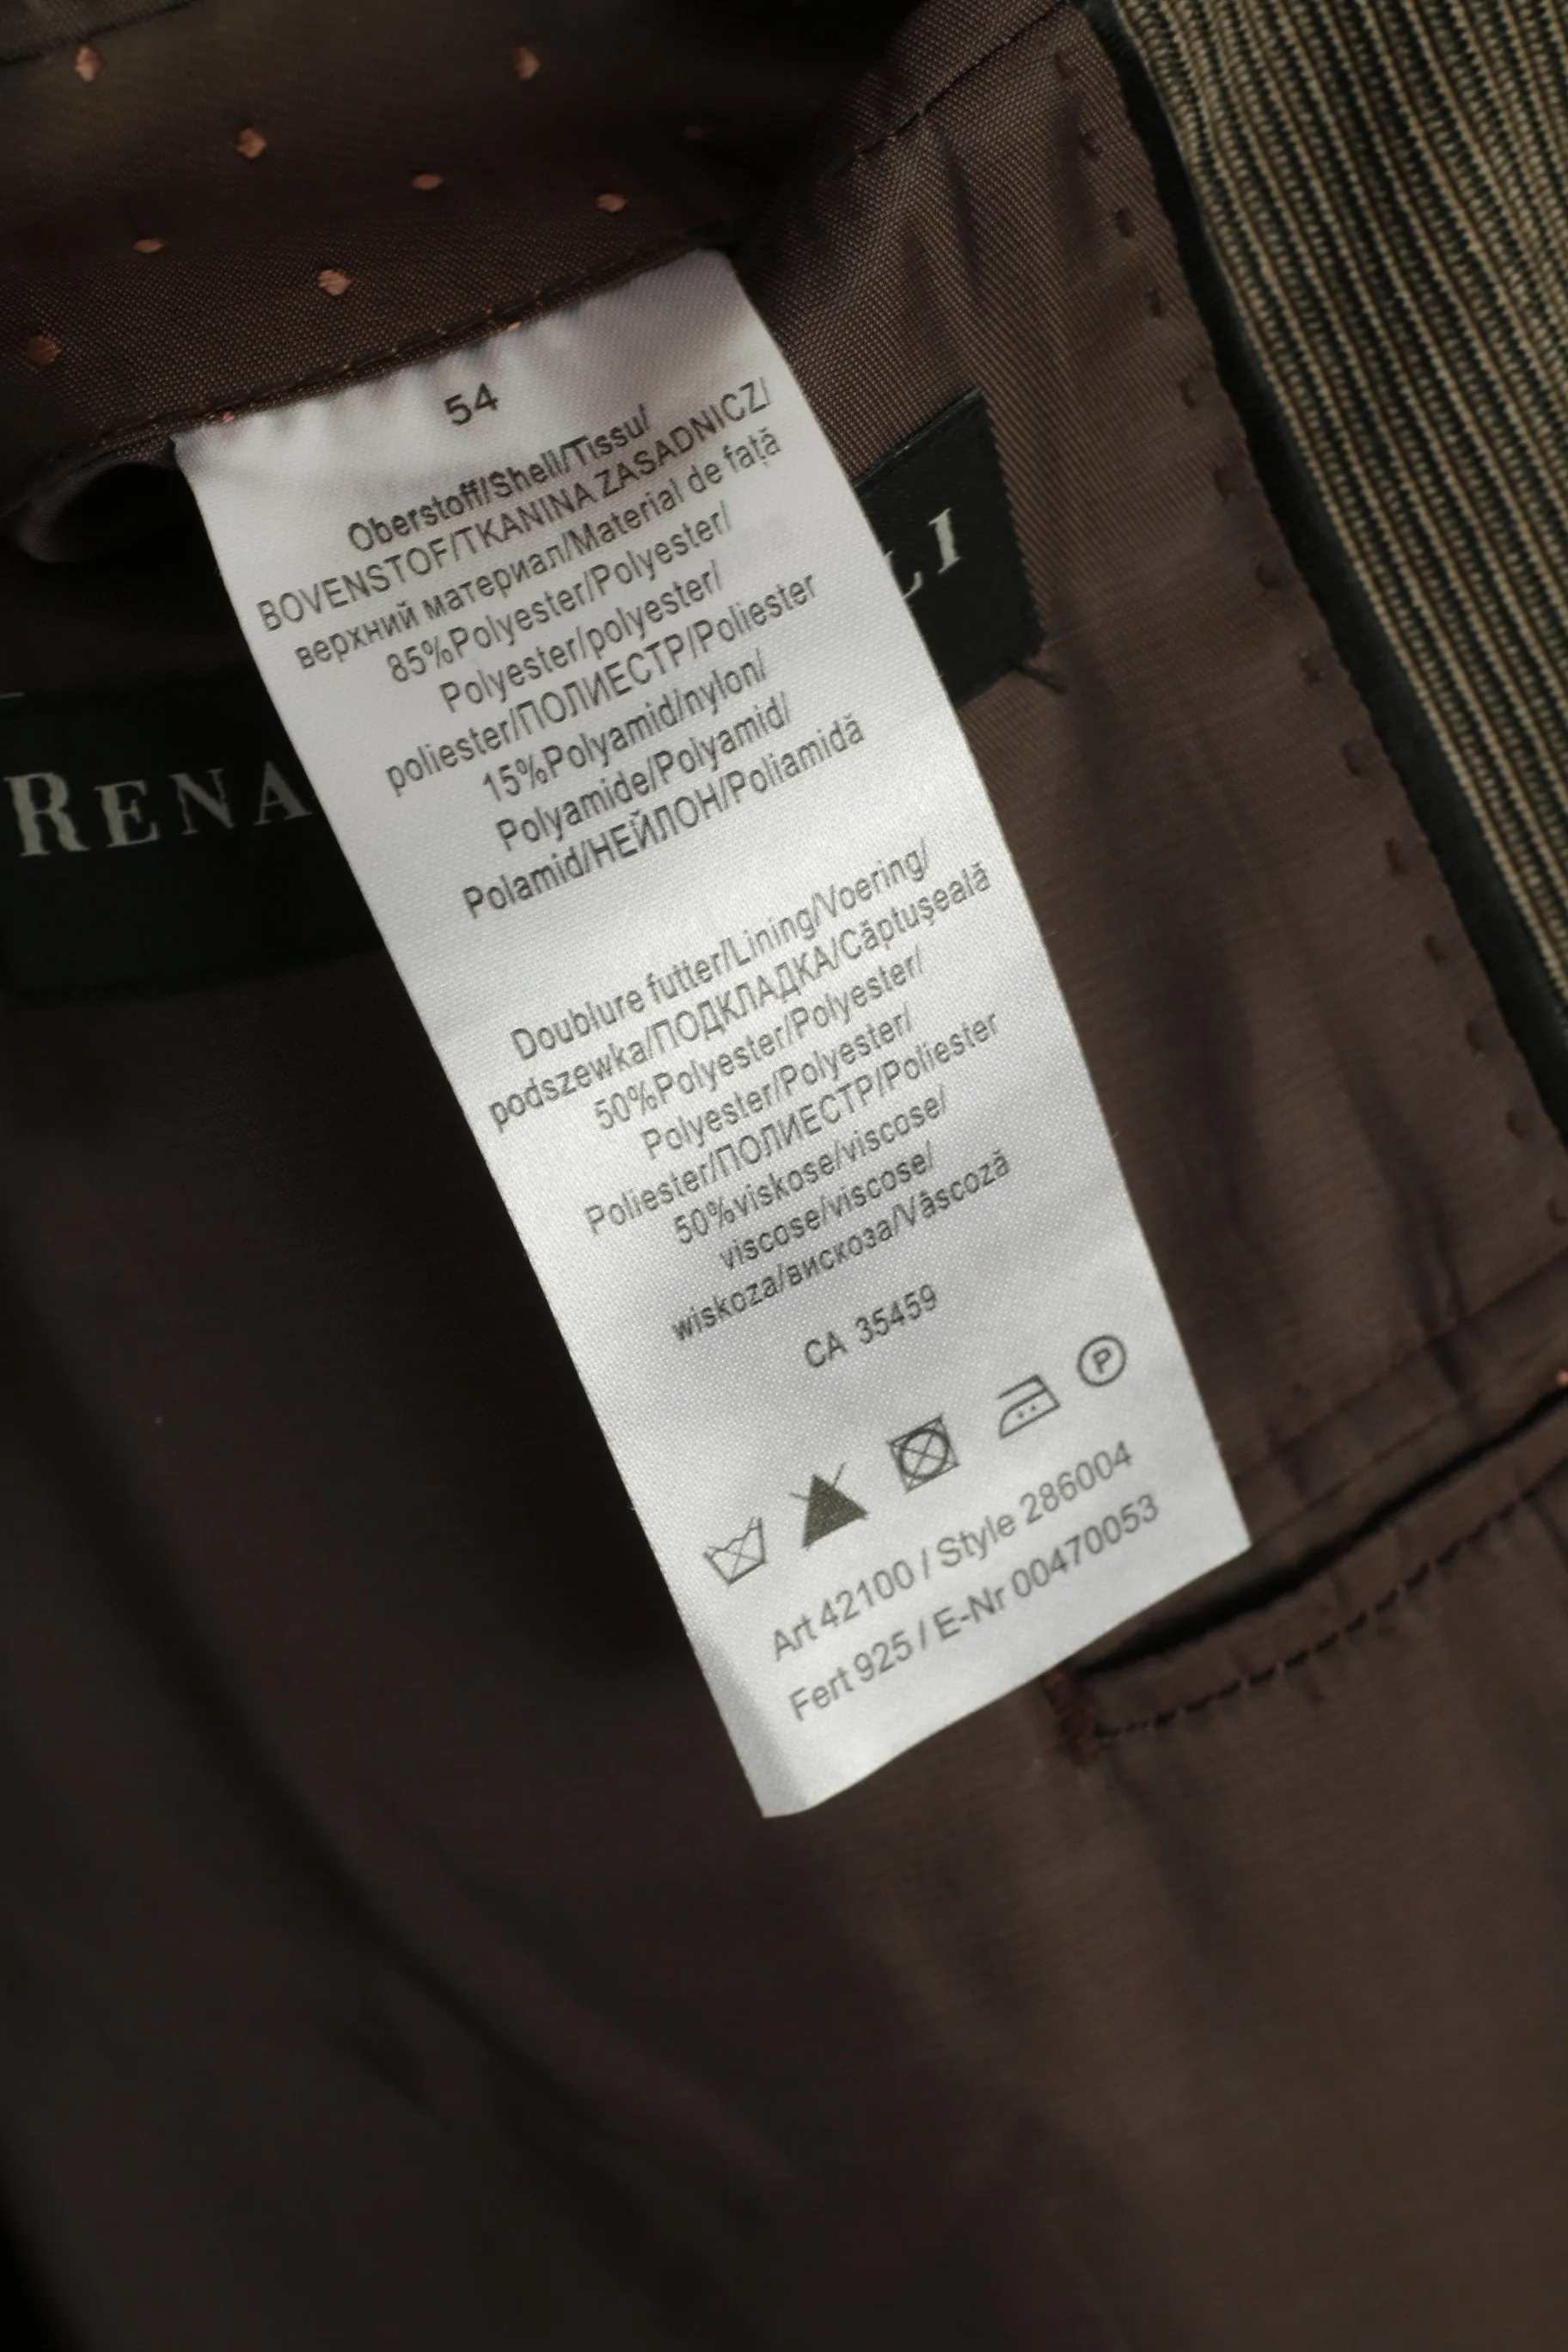 54
Oberstoff/Shell/Tissu/
BOVENSTOF/TKANINA ZASADNICZ/
верхний материал/Material de față
85%Polyester/Polyester/
Polyester/polyester/
poliester/ПОЛИЕСТР/Poliester
15%Polyamid/nylon/
Polyamide/Polyamid/
Polamid/НЕЙЛОН/Poliamidă
Doublure futter/Lining/Voering/
podszewka/ПОДКЛАДКА/Căptușeală
50%Polyester/Polyester/
Polyester/Polyester/
Poliester/ПОЛИЕСТР/Poliester
50%viskose/viscose/
viscose/viscose/
wiskoza/вискоза/Vâscoză
CA 35459
P
Art 42100 / Style 286004
Fert 925 / E-Nr 00470053
RENA
LI